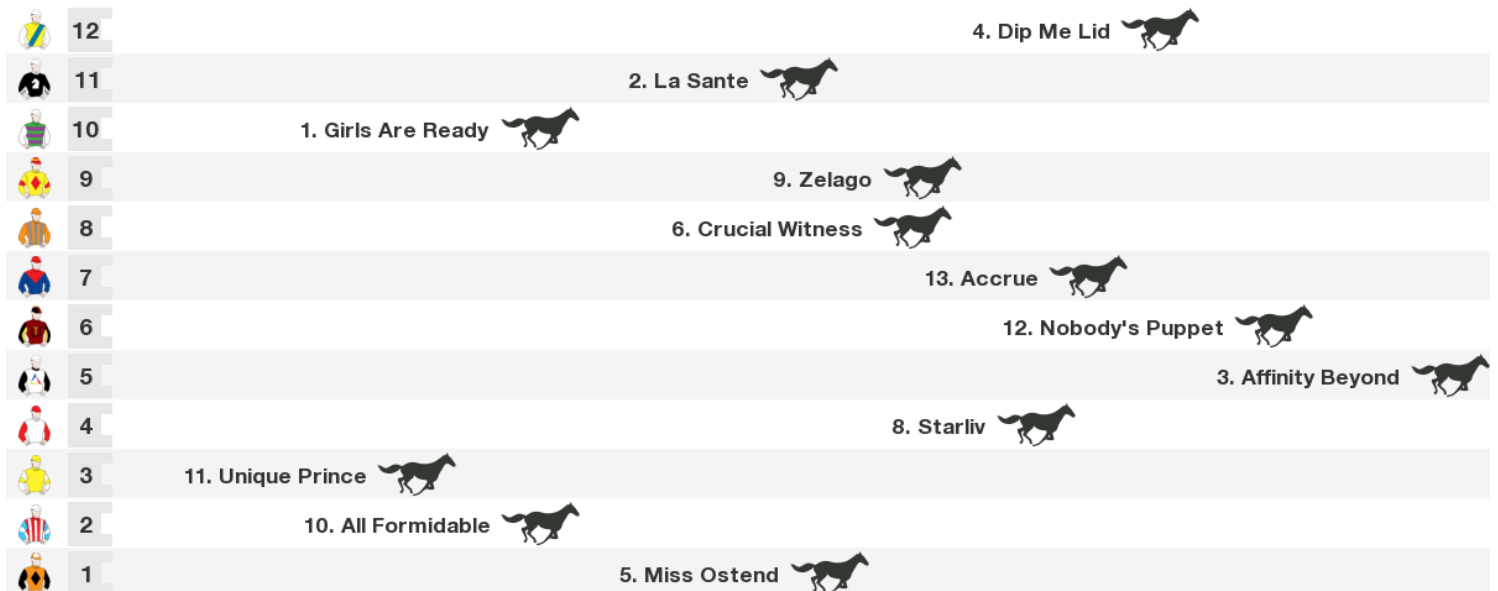 12 4. Dip Me Lid
11 2. La Sante
10 1. Girls Are Ready
9 9. Zelago
8 6. Crucial Witness
7 13. Accrue
6 12. Nobody's Puppet
5 3. Affinity Beyond
4 8. Starliv
3 11. Unique Prince
2 10. All Formidable
1 5. Miss Ostend